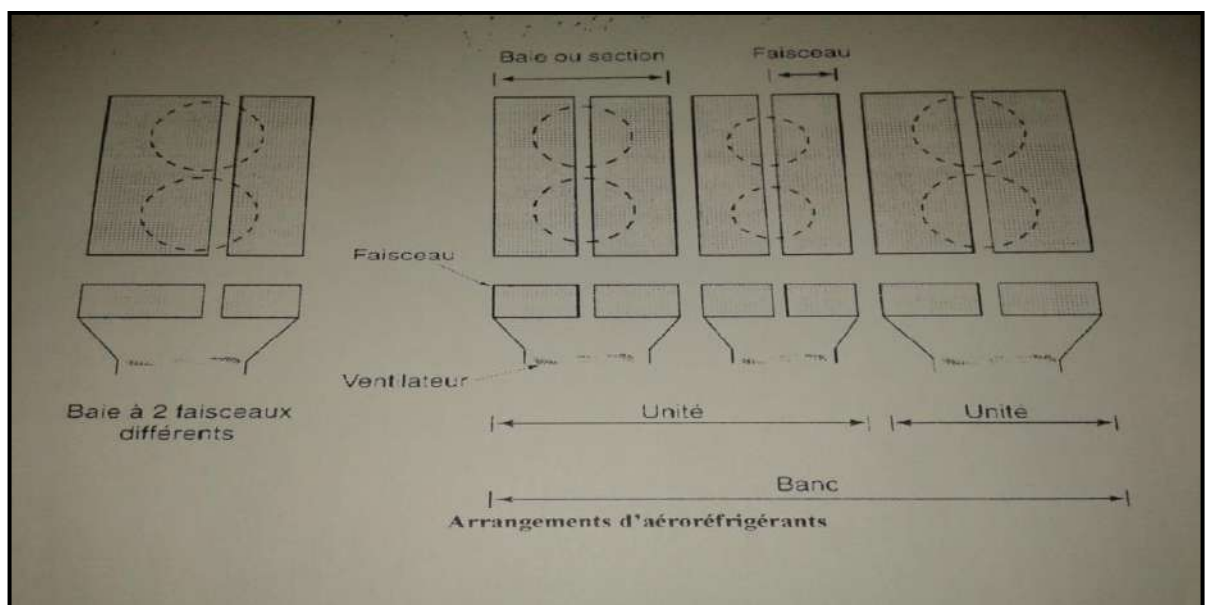 Baie ou section
Faisceau
Faisceau
Ventilateur
Baie à 2 faisceaux
différents
Unité
Unité
Banc
Arrangements d'aéroréfrigérants